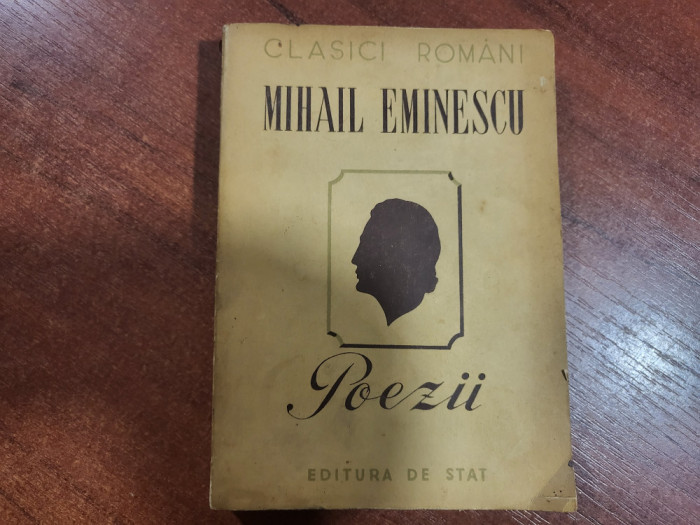 CLASICI ROMÂNI
MIHAIL EMINESCU
Poezii
EDITURA DE STAT